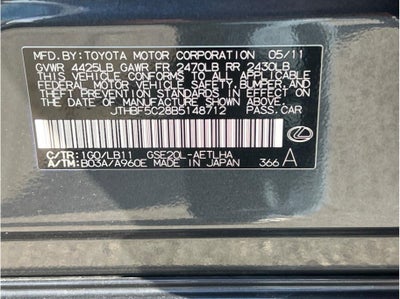 MFD.BY:TOYOTA MOTOR CORPORATION 05/11
GVWR 4425LB GAWR FR 2470LB RR 2430LB
THIS VEHICLE CONFORMS TO ALL APPLICABLE
FEDERAL MOTOR VEHICLE SAFETY, BUMPER, AND
THEFT PREVENTION STANDARDS IN EFFECT ON
THE DATE OF MANUFACTURE SHOWN ABOVE.
JTHBF5C28B5148712 PASS.CAR
C/TR:1G0/LB11 GSE20L-AETLHA
A/TM:B03A/A960E MADE IN JAPAN 366 A